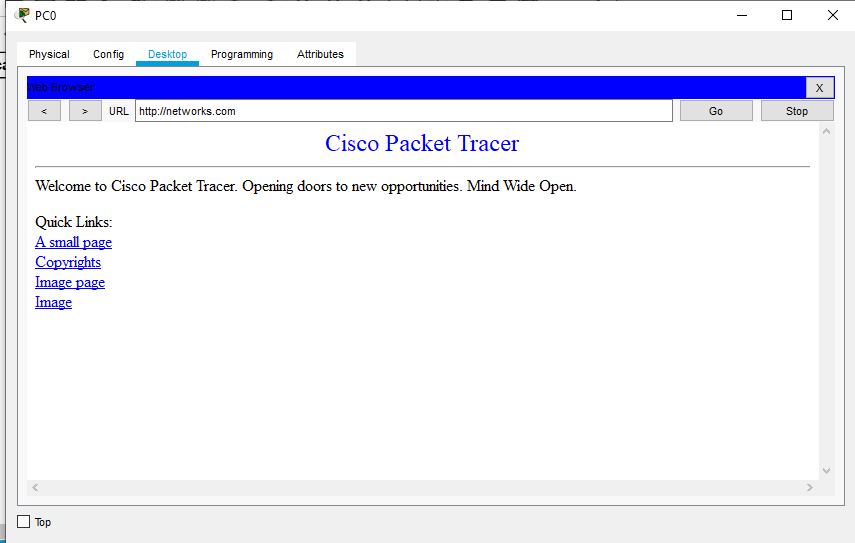 PC0
Physical Config Desktop Programming Attributes
Web Browser
X
< > URL http://networks.com Go Stop
Cisco Packet Tracer
Welcome to Cisco Packet Tracer. Opening doors to new opportunities. Mind Wide Open.
Quick Links:
A small page
Copyrights
Image page
Image
Top